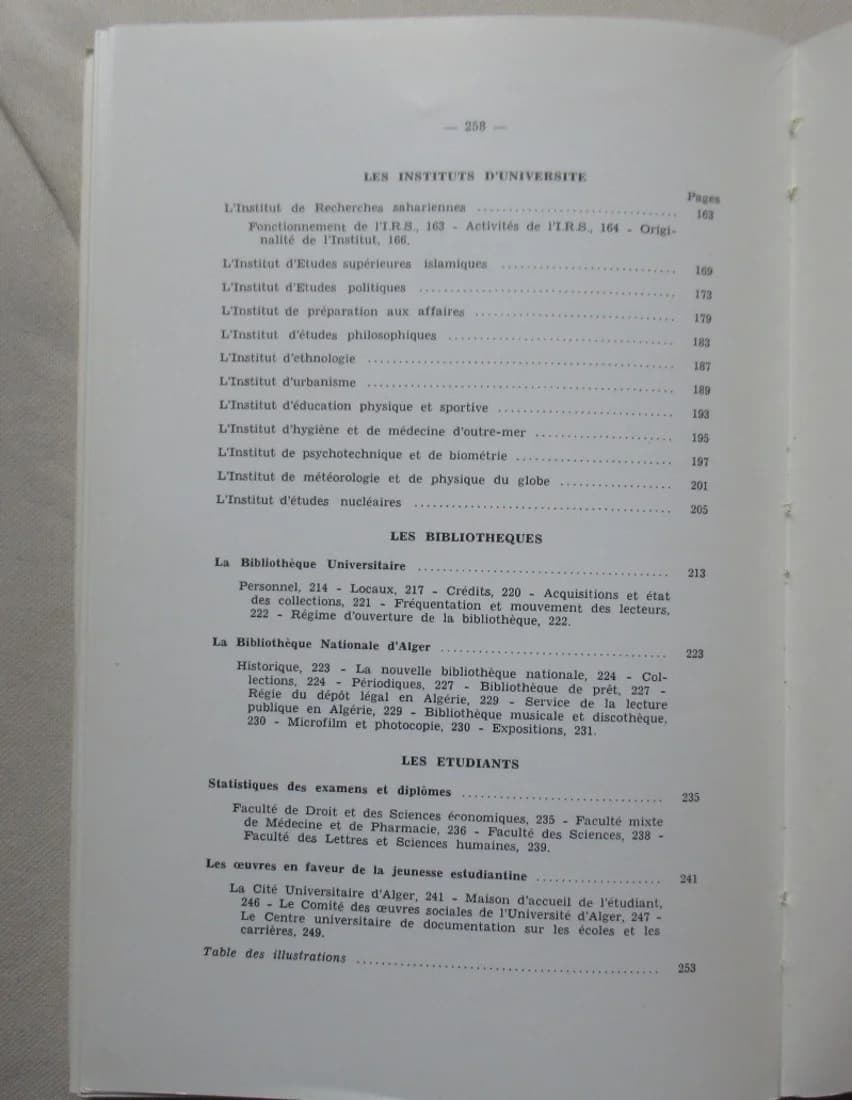 — 258 —
LES INSTITUTS D'UNIVERSITE
Pages
L'Institut de Recherches sahariennes ................................ 163
Fonctionnement de l'I.R.S., 163 - Activités de l'I.R.S., 164 - Origi-
nalité de l'Institut, 166.
L'Institut d'Etudes supérieures islamiques ............................ 169
L'Institut d'Etudes politiques ........................................ 173
L'Institut de préparation aux affaires ................................ 179
L'Institut d'études philosophiques .................................... 183
L'Institut d'ethnologie ............................................... 187
L'Institut d'urbanisme ................................................ 189
L'Institut d'éducation physique et sportive ........................... 193
L'Institut d'hygiène et de médecine d'outre-mer ...................... 195
L'Institut de psychotechnique et de biométrie ........................ 197
L'Institut de météorologie et de physique du globe .................. 201
L'Institut d'études nucléaires ........................................ 205
LES BIBLIOTHEQUES
La Bibliothèque Universitaire ........................................ 213
Personnel, 214 - Locaux, 217 - Crédits, 220 - Acquisitions et état
des collections, 221 - Fréquentation et mouvement des lecteurs,
222 - Régime d'ouverture de la bibliothèque, 222.
La Bibliothèque Nationale d'Alger .................................... 223
Historique, 223 - La nouvelle bibliothèque nationale, 224 - Col-
lections, 224 - Périodiques, 227 - Bibliothèque de prêt, 227 -
Régie du dépôt légal en Algérie, 229 - Service de la lecture
publique en Algérie, 229 - Bibliothèque musicale et discothèque,
230 - Microfilm et photocopie, 230 - Expositions, 231.
LES ETUDIANTS
Statistiques des examens et diplômes ................................ 235
Faculté de Droit et des Sciences économiques, 235 - Faculté mixte
de Médecine et de Pharmacie, 236 - Faculté des Sciences, 238 -
Faculté des Lettres et Sciences humaines, 239.
Les œuvres en faveur de la jeunesse estudiantine .................... 241
La Cité Universitaire d'Alger, 241 - Maison d'accueil de l'étudiant,
246 - Le Comité des œuvres sociales de l'Université d'Alger, 247 -
Le Centre universitaire de documentation sur les écoles et les
carrières, 249.
Table des illustrations .............................................. 253